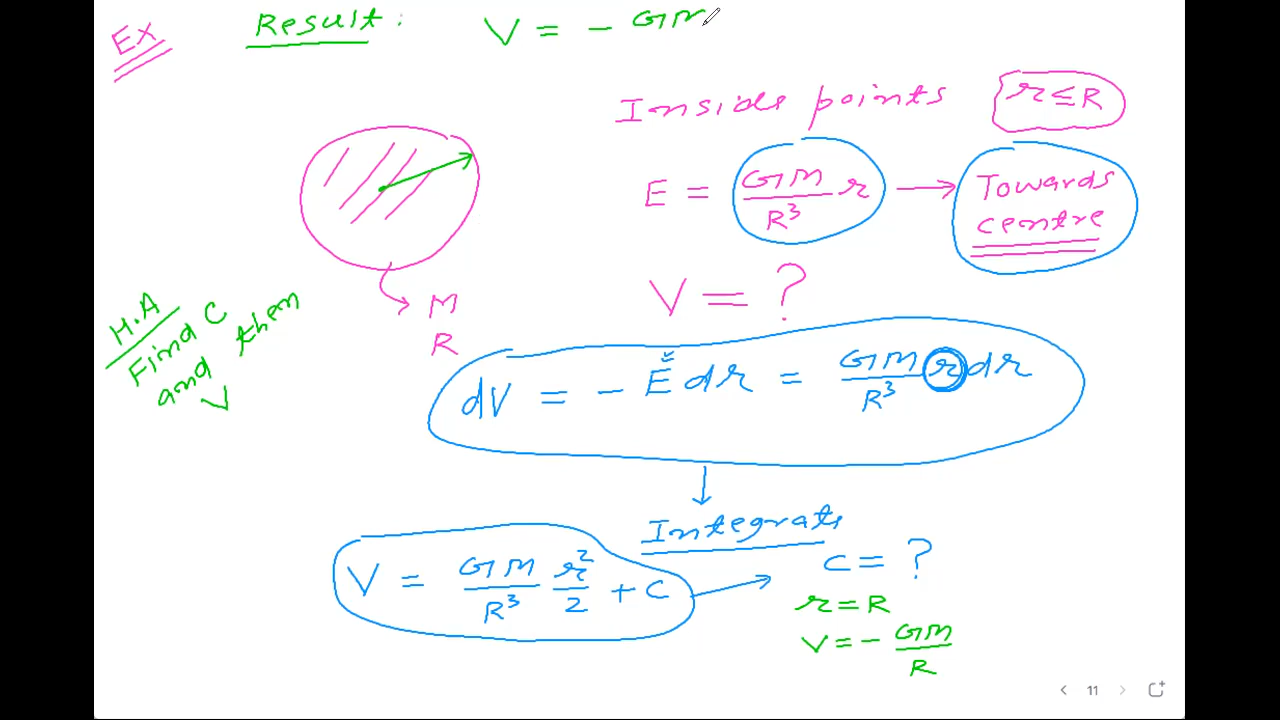 Ex
Result: V = - GM
Inside points r ≤ R
E = GM/R³ r → Towards centre
M
R
V = ?
H.A
Find C
and then
V
dV = - E dr = GM/R³ r dr
Integrate
V = GM/R³ r²/2 + C → C = ?
r = R
V = - GM/R
11